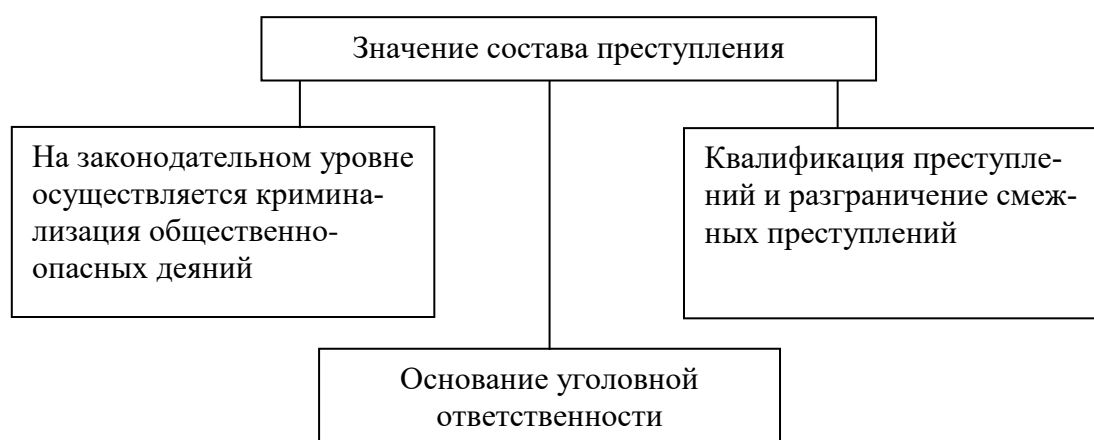 Значение состава преступления
На законодательном уровне
осуществляется кримина-
лизация общественно-
опасных деяний
Квалификация преступле-
ний и разграничение смеж-
ных преступлений
Основание уголовной
ответственности